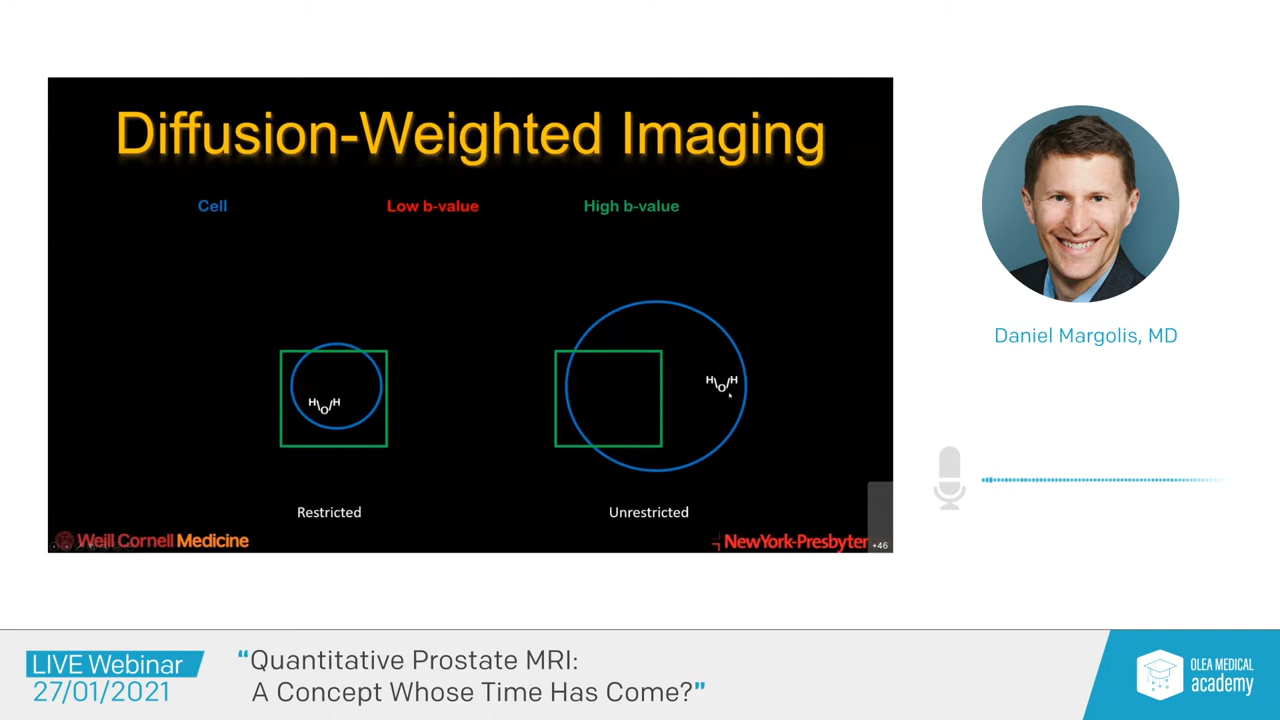 Diffusion-Weighted Imaging
Cell Low b-value High b-value
H\O/H
H\O/H
Restricted Unrestricted
Weill Cornell Medicine
NewYork-Presbyter
+46
Daniel Margolis, MD
LIVE Webinar
27/01/2021
“Quantitative Prostate MRI:
A Concept Whose Time Has Come?”
OLEA MEDICAL
academy